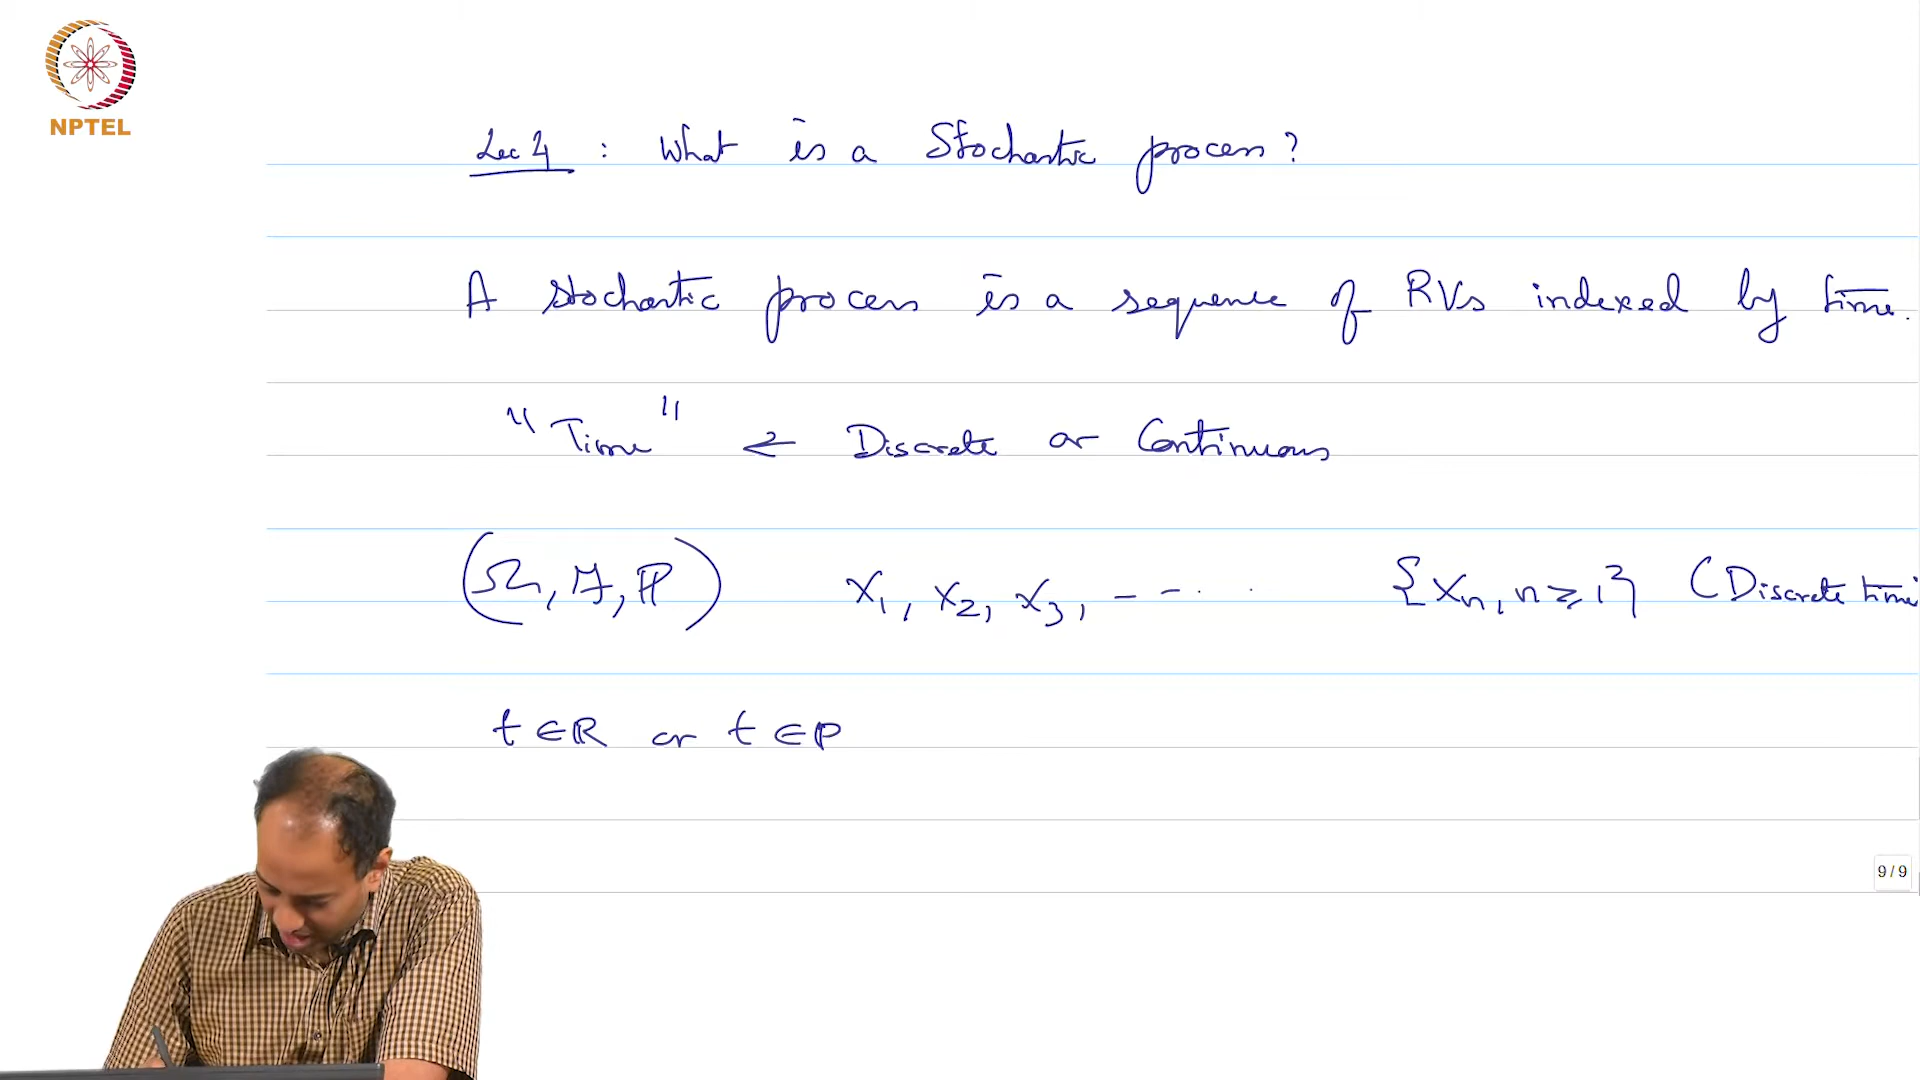 NPTEL
Lec 4 : What is a Stochastic process?
A stochastic process is a sequence of RVs indexed by time.
"Time" ← Discrete or Continuous
(Ω, ℱ, ℙ) X₁, X₂, X₃, ----.. {Xₙ, n ≥ 1} (Discrete time
t ∈ ℝ or t ∈ ℙ
9 / 9